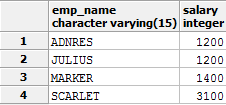 emp_name salary
character varying(15) integer
1 ADNRES 1200
2 JULIUS 1200
3 MARKER 1400
4 SCARLET 3100